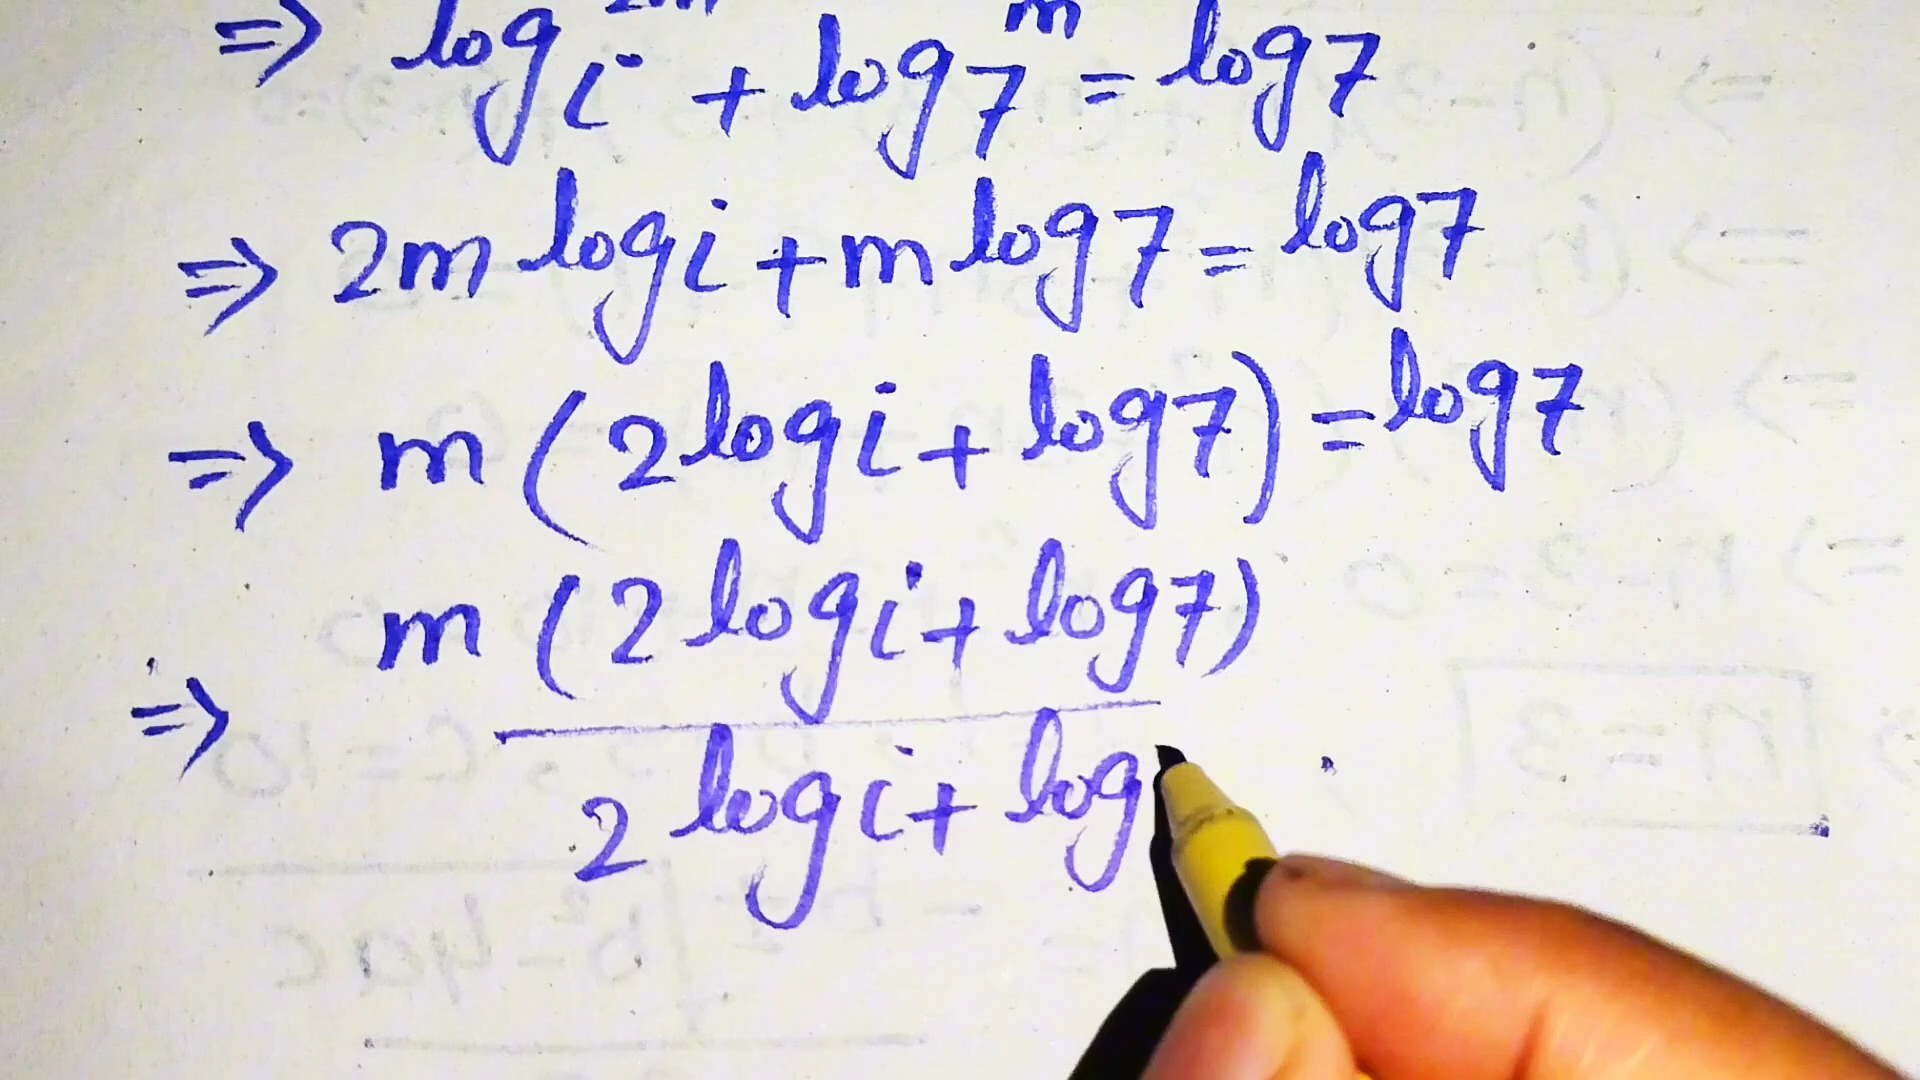 ⇒ log i^2m + log 7^m = log 7
⇒ 2m log i + m log 7 = log 7
⇒ m (2 log i + log 7) = log 7
⇒ m (2 log i + log 7)
2 log i + log